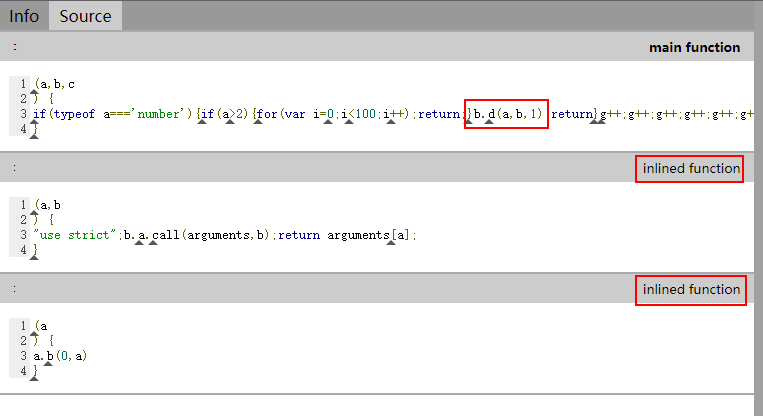 Info Source
: main function
1 (a,b,c
2 ) {
3 if(typeof a==='number'){if(a>2){for(var i=0;i<100;i++);return;}b.d(a,b,1) return}g++;g++;g++;g++;g++;g+
4 }
: inlined function
1 (a,b
2 ) {
3 "use strict";b.a.call(arguments,b);return arguments[a];
4 }
: inlined function
1 (a
2 ) {
3 a.b(0,a)
4 }